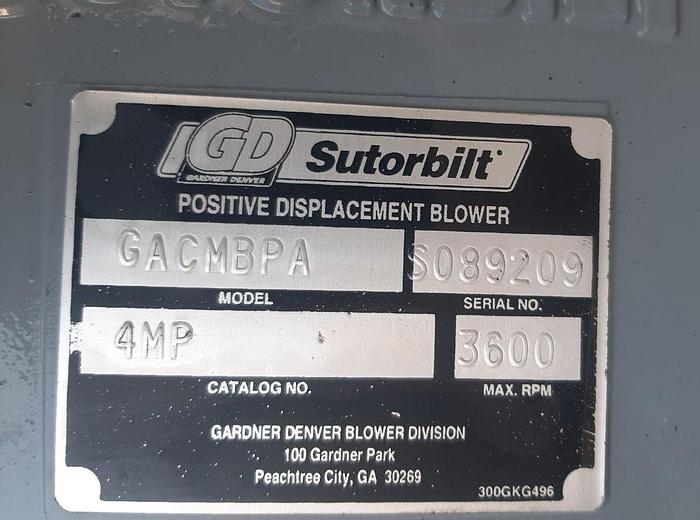 GD
GARDNER DENVER
Sutorbilt
POSITIVE DISPLACEMENT BLOWER
GACMBPA S089209
MODEL SERIAL NO.
4MP 3600
CATALOG NO. MAX. RPM
GARDNER DENVER BLOWER DIVISION
100 Gardner Park
Peachtree City, GA 30269
300GKG496